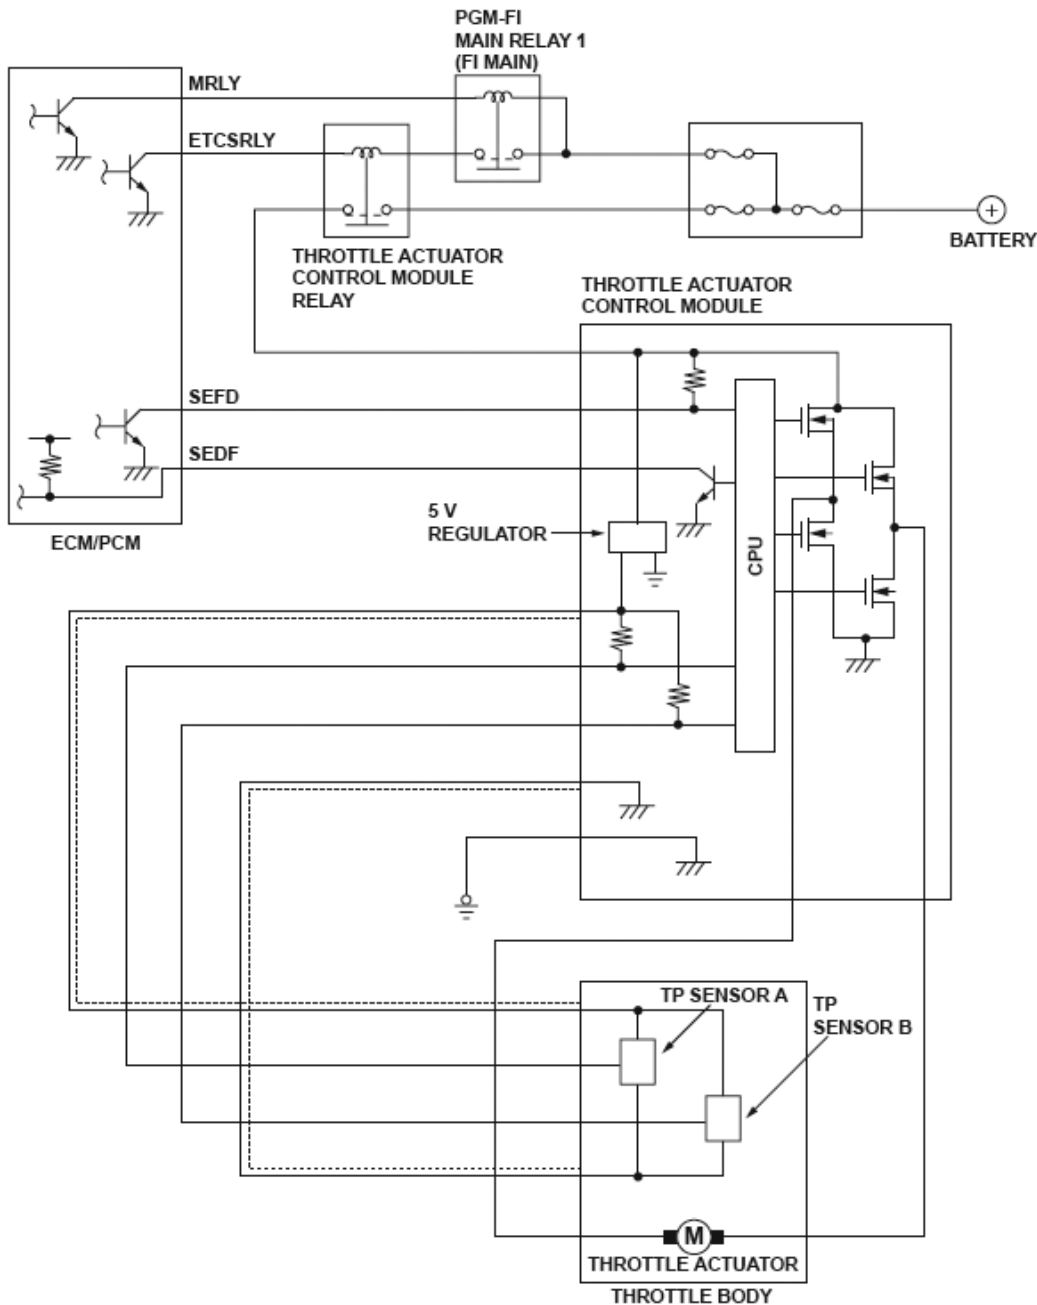 PGM-FI
MAIN RELAY 1
(FI MAIN)
MRLY
ETCSRLY
+
BATTERY
THROTTLE ACTUATOR
CONTROL MODULE
RELAY
THROTTLE ACTUATOR
CONTROL MODULE
SEFD
SEDF
5 V
REGULATOR
ECM/PCM
CPU
TP SENSOR A
TP
SENSOR B
M
THROTTLE ACTUATOR
THROTTLE BODY